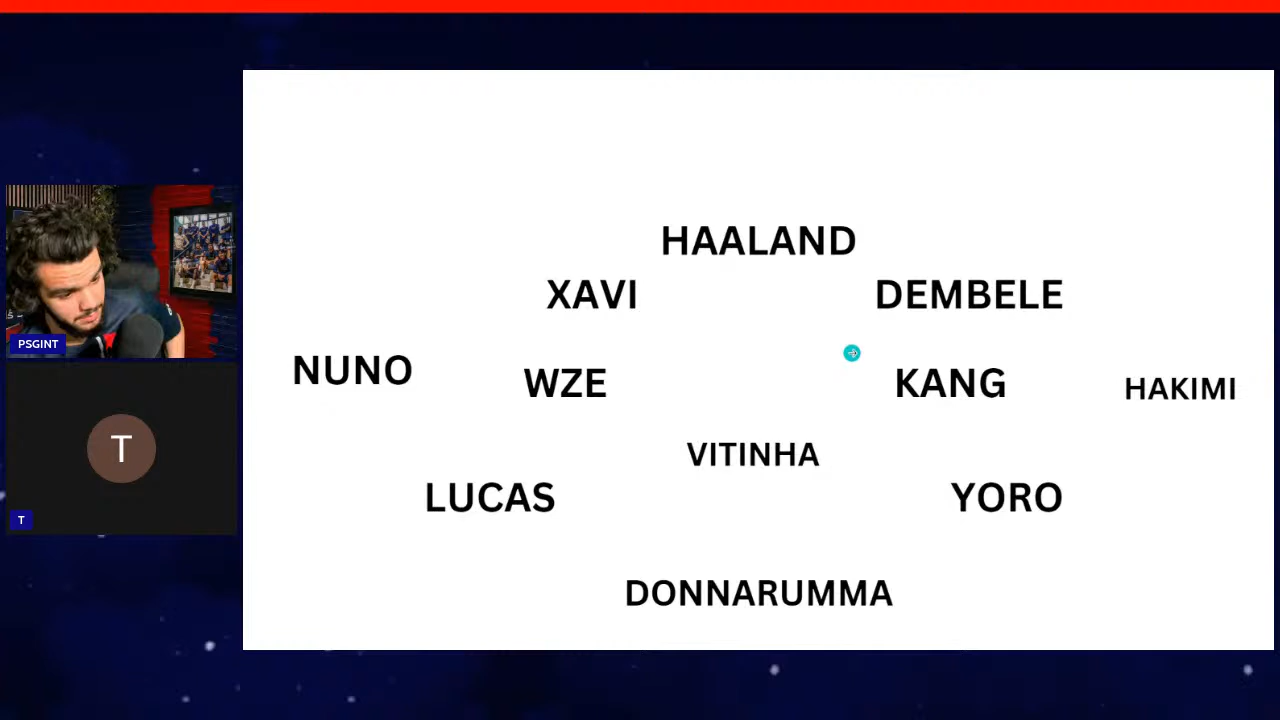 HAALAND
XAVI DEMBELE
NUNO WZE KANG HAKIMI
VITINHA
LUCAS YORO
DONNARUMMA
PSGINT
T
T